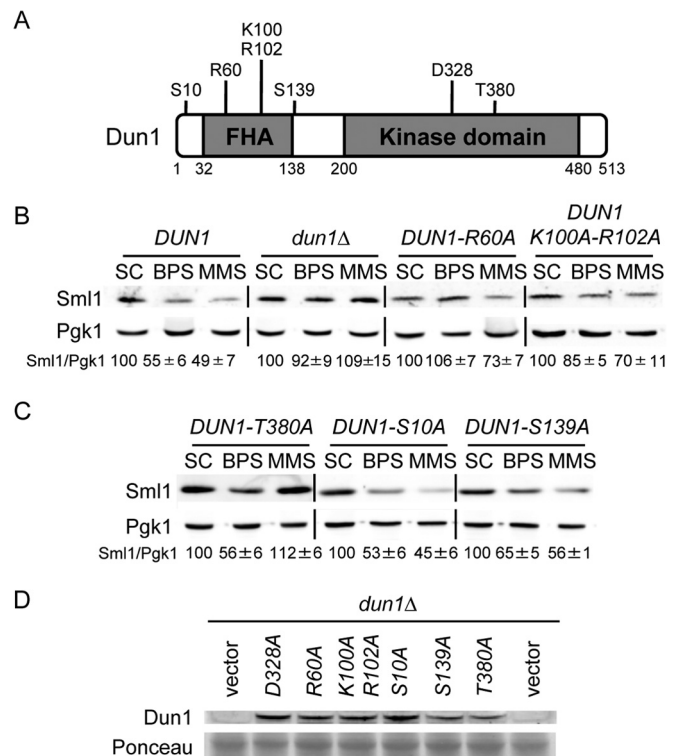 A
K100
R102
R60
S10
S139
D328
T380
Dun1
FHA
Kinase domain
1 32 138 200 480 513
B
DUN1 dun1Δ DUN1-R60A DUN1 K100A-R102A
SC BPS MMS SC BPS MMS SC BPS MMS SC BPS MMS
Sml1
Pgk1
Sml1/Pgk1 100 55±6 49±7 100 92±9 109±15 100 106±7 73±7 100 85±5 70±11
C
DUN1-T380A DUN1-S10A DUN1-S139A
SC BPS MMS SC BPS MMS SC BPS MMS
Sml1
Pgk1
Sml1/Pgk1 100 56±6 112±6 100 53±6 45±6 100 65±5 56±1
D
dun1Δ
vector D328A R60A K100A R102A S10A S139A T380A vector
Dun1
Ponceau